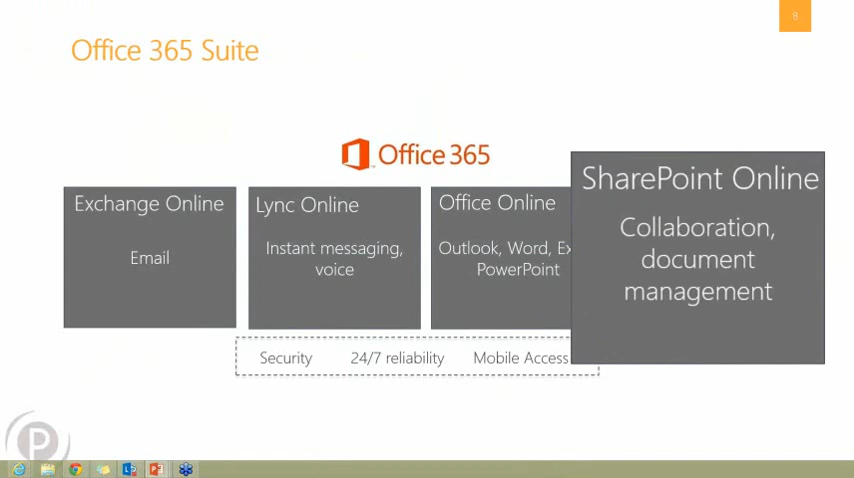 8
Office 365 Suite
Office 365
Exchange Online
Email
Lync Online
Instant messaging,
voice
Office Online
Outlook, Word, Ex
PowerPoint
SharePoint Online
Collaboration,
document
management
Security 24/7 reliability Mobile Access
P